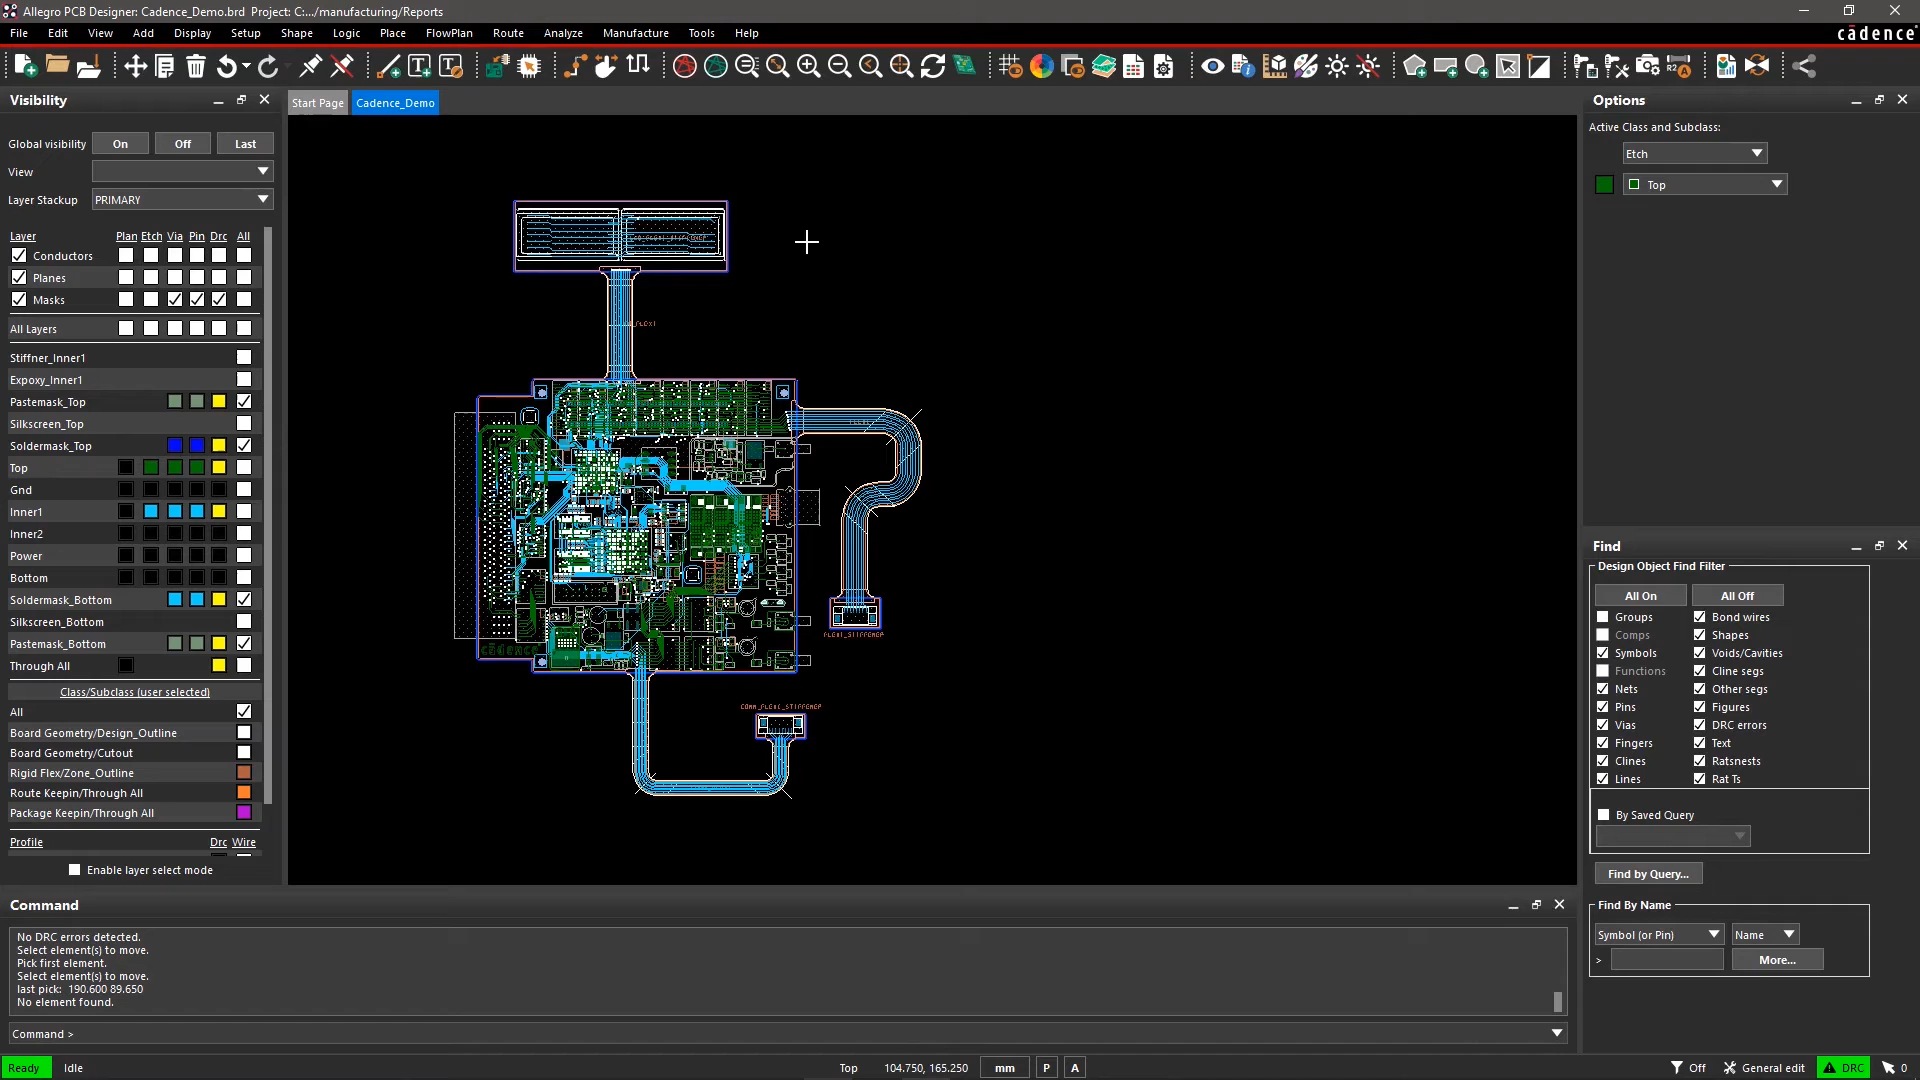 Allegro PCB Designer: Cadence_Demo.brd  Project: C:.../manufacturing/Reports
File Edit View Add Display Setup Shape Logic Place FlowPlan Route Analyze Manufacture Tools Help
cādence
Visibility
Global visibility On Off Last
View
Layer Stackup PRIMARY
Layer Plan Etch Via Pin Drc All
Conductors
Planes
Masks
All Layers
Stiffner_Inner1
Expoxy_Inner1
Pastemask_Top
Silkscreen_Top
Soldermask_Top
Top
Gnd
Inner1
Inner2
Power
Bottom
Soldermask_Bottom
Silkscreen_Bottom
Pastemask_Bottom
Through All
Class/Subclass (user selected)
All
Board Geometry/Design_Outline
Board Geometry/Cutout
Rigid Flex/Zone_Outline
Route Keepin/Through All
Package Keepin/Through All
Profile Drc Wire
Enable layer select mode
Start Page Cadence_Demo
cadence
Options
Active Class and Subclass:
Etch
Top
Find
Design Object Find Filter
All On All Off
Groups Bond wires
Comps Shapes
Symbols Voids/Cavities
Functions Cline segs
Nets Other segs
Pins Figures
Vias DRC errors
Fingers Text
Clines Ratsnests
Lines Rat Ts
By Saved Query
Find by Query...
Find By Name
Symbol (or Pin) Name
> More...
Command
No DRC errors detected.
Select element(s) to move.
Pick first element.
Select element(s) to move.
last pick:  190.600 89.650
No element found.
Command >
Ready Idle Top 104.750, 165.250 mm P A Off General edit DRC 0